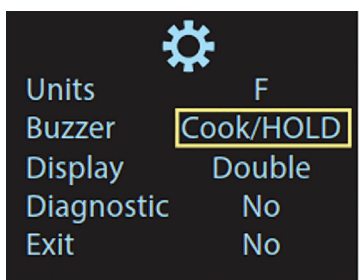 Units F
Buzzer Cook/HOLD
Display Double
Diagnostic No
Exit No